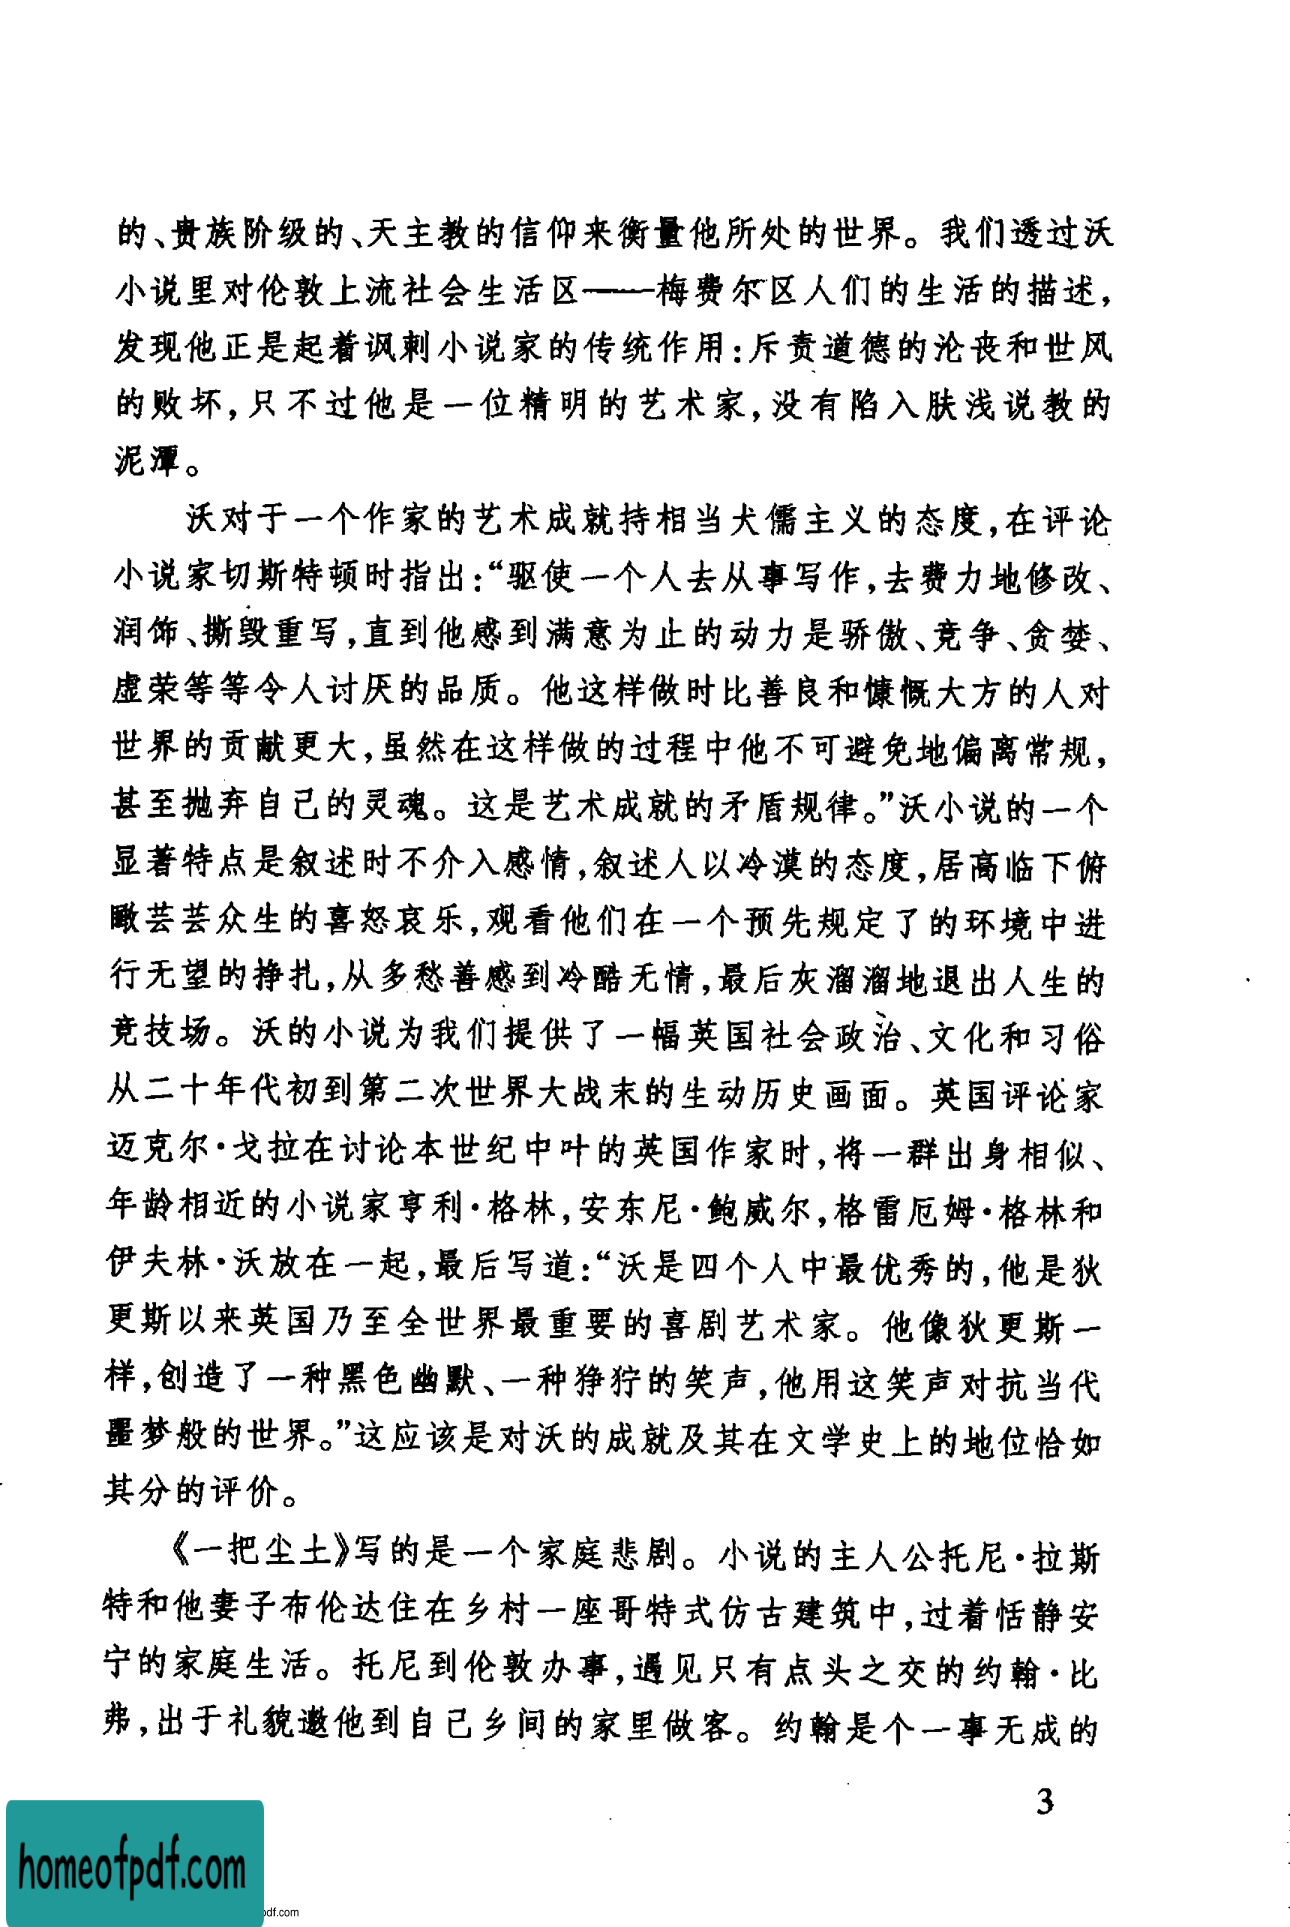 的、贵族阶级的、天主教的信仰来衡量他所处的世界。我们透过沃
小说里对伦敦上流社会生活区——梅费尔区人们的生活的描述，
发现他正是起着讽刺小说家的传统作用：斥责道德的沦丧和世风
的败坏，只不过他是一位精明的艺术家，没有陷入肤浅说教的
泥潭。
沃对于一个作家的艺术成就持相当犬儒主义的态度，在评论
小说家切斯特顿时指出：“驱使一个人去从事写作，去费力地修改、
润饰、撕毁重写，直到他感到满意为止的动力是骄傲、竞争、贪婪、
虚荣等等令人讨厌的品质。他这样做时比善良和慷慨大方的人对
世界的贡献更大，虽然在这样做的过程中他不可避免地偏离常规，
甚至抛弃自己的灵魂。这是艺术成就的矛盾规律。”沃小说的一个
显著特点是叙述时不介入感情，叙述人以冷漠的态度，居高临下俯
瞰芸芸众生的喜怒哀乐，观看他们在一个预先规定了的环境中进
行无望的挣扎，从多愁善感到冷酷无情，最后灰溜溜地退出人生的
竞技场。沃的小说为我们提供了一幅英国社会政治、文化和习俗
从二十年代初到第二次世界大战末的生动历史画面。英国评论家
迈克尔·戈拉在讨论本世纪中叶的英国作家时，将一群出身相似、
年龄相近的小说家亨利·格林，安东尼·鲍威尔，格雷厄姆·格林和
伊夫林·沃放在一起，最后写道：“沃是四个人中最优秀的，他是狄
更斯以来英国乃至全世界最重要的喜剧艺术家。他像狄更斯一
样，创造了一种黑色幽默、一种狰狞的笑声，他用这笑声对抗当代
噩梦般的世界。”这应该是对沃的成就及其在文学史上的地位恰如
其分的评价。
《一把尘土》写的是一个家庭悲剧。小说的主人公托尼·拉斯
特和他妻子布伦达住在乡村一座哥特式仿古建筑中，过着恬静安
宁的家庭生活。托尼到伦敦办事，遇见只有点头之交的约翰·比
弗，出于礼貌邀他到自己乡间的家里做客。约翰是个一事无成的
3
homeofpdf.com
pdf.com